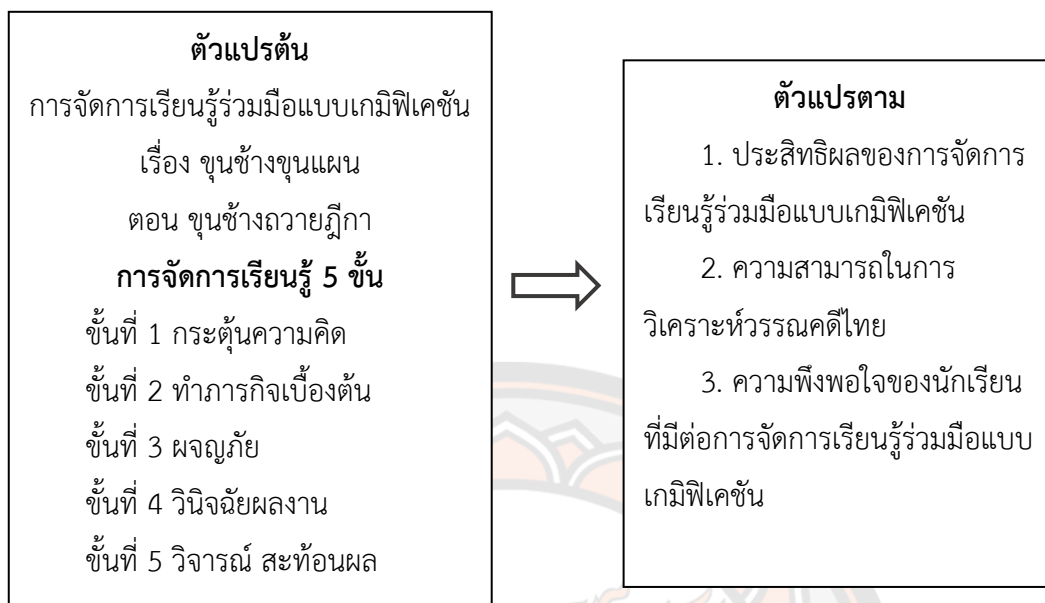 ตัวแปรต้น
การจัดการเรียนรู้ร่วมมือแบบเกมิฟิเคชัน
เรื่อง ขุนช้างขุนแผน
ตอน ขุนช้างถวายฎีกา
การจัดการเรียนรู้ 5 ขั้น
ขั้นที่ 1 กระตุ้นความคิด
ขั้นที่ 2 ทำภารกิจเบื้องต้น
ขั้นที่ 3 ผจญภัย
ขั้นที่ 4 วินิจฉัยผลงาน
ขั้นที่ 5 วิจารณ์ สะท้อนผล
ตัวแปรตาม
1. ประสิทธิผลของการจัดการ
เรียนรู้ร่วมมือแบบเกมิฟิเคชัน
2. ความสามารถในการ
วิเคราะห์วรรณคดีไทย
3. ความพึงพอใจของนักเรียน
ที่มีต่อการจัดการเรียนรู้ร่วมมือแบบ
เกมิฟิเคชัน